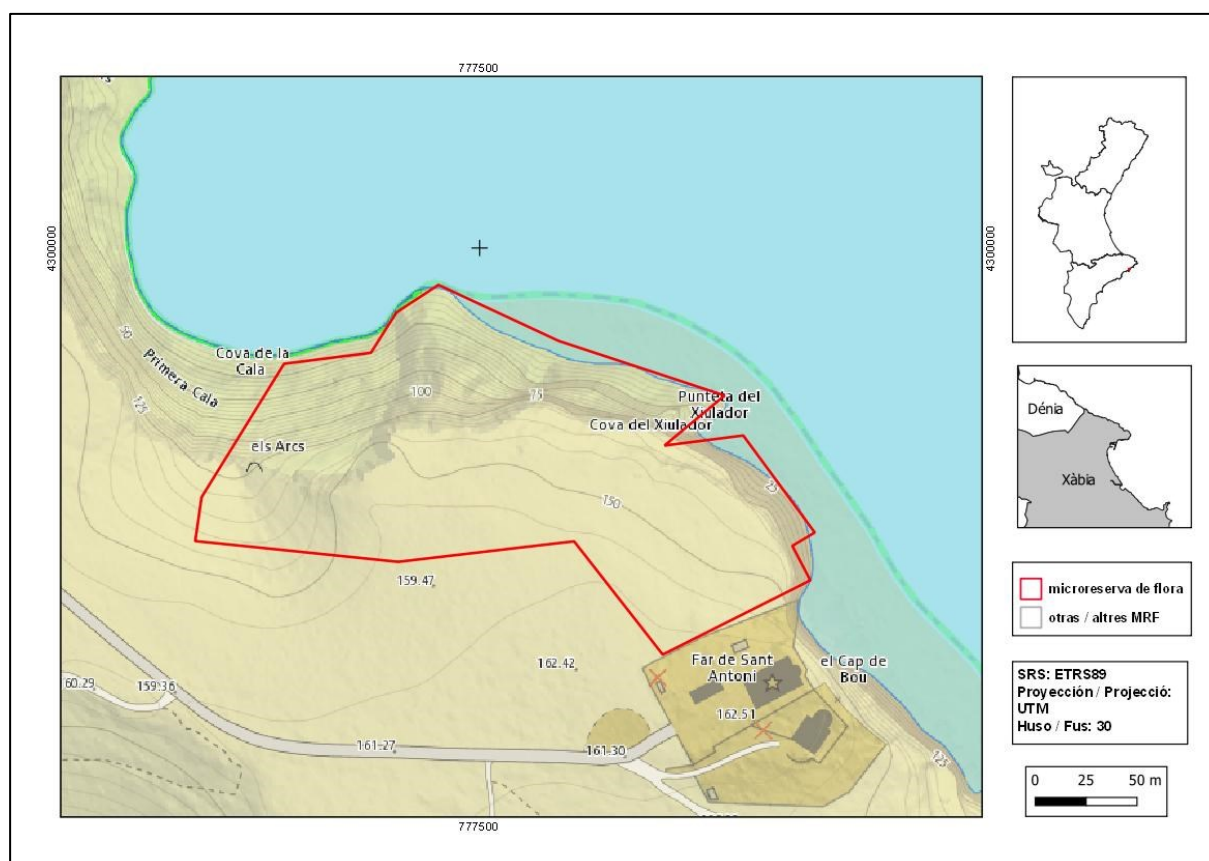 777500
4300000
4300000
Cova de la
Cala
Primera Cala
50
125
100
75
Punteta del
Xiulador
Cova del Xiulador
els Arcs
25
150
159.47
162.42
Far de Sant
Antoni
el Cap de
Bou
162.51
60.29
159.36
161.27
161.30
125
777500
Dénia
Xàbia
microreserva de flora
otras / altres MRF
SRS: ETRS89
Proyección / Projecció:
UTM
Huso / Fus: 30
0 25 50 m